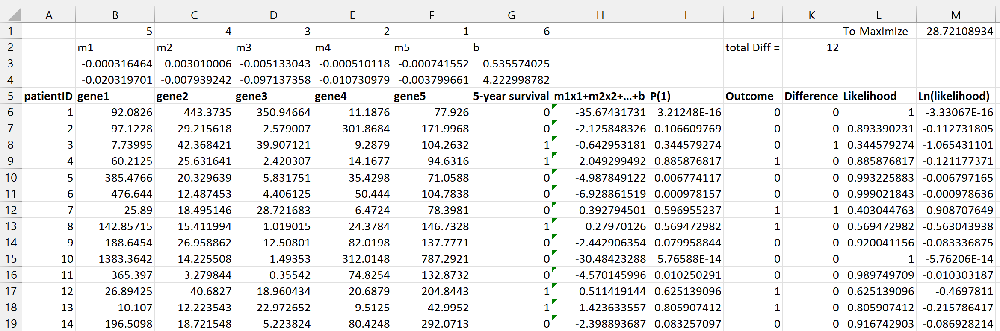 A B C D E F G H I J K L M
1 5 4 3 2 1 6 To-Maximize -28.72108934
2 m1 m2 m3 m4 m5 b total Diff = 12
3 -0.000316464 0.003010006 -0.005133043 -0.000510118 -0.000741552 0.535574025
4 -0.020319701 -0.007939242 -0.097137358 -0.010730979 -0.003799661 4.222998782
5 patientID gene1 gene2 gene3 gene4 gene5 5-year survival m1x1+m2x2+...+b P(1) Outcome Difference Likelihood Ln(likelihood)
6 1 92.0826 443.3735 350.94664 11.1876 77.926 0 -35.67431731 3.21248E-16 0 0 1 -3.33067E-16
7 2 97.1228 29.215618 2.579007 301.8684 171.9968 0 -2.125848326 0.106609769 0 0 0.893390231 -0.112731805
8 3 7.73995 42.368421 39.907121 9.2879 104.2632 1 -0.642953181 0.344579274 0 1 0.344579274 -1.065431101
9 4 60.2125 25.631641 2.420307 14.1677 94.6316 1 2.049299492 0.885876817 1 0 0.885876817 -0.121177371
10 5 385.4766 20.329639 5.831751 35.4298 71.0588 0 -4.987849122 0.006774117 0 0 0.993225883 -0.006797165
11 6 476.644 12.487453 4.406125 50.444 104.7838 0 -6.928861519 0.000978157 0 0 0.999021843 -0.000978636
12 7 25.89 18.495146 28.721683 6.4724 78.3981 0 0.392794501 0.596955237 1 1 0.403044763 -0.908707649
13 8 142.85715 15.411994 1.019015 24.3784 146.7328 1 0.27970126 0.569472982 1 0 0.569472982 -0.563043938
14 9 188.6454 26.958862 12.50801 82.0198 137.7771 0 -2.442906354 0.079958844 0 0 0.920041156 -0.083336875
15 10 1383.3642 14.225508 1.49353 312.0148 787.2921 0 -30.48423288 5.76588E-14 0 0 1 -5.76206E-14
16 11 365.397 3.279844 0.35542 74.8254 132.8732 0 -4.570145996 0.010250291 0 0 0.989749709 -0.010303187
17 12 26.89425 40.6827 18.960434 20.6879 204.8443 1 0.511419144 0.625139096 1 0 0.625139096 -0.4697811
18 13 10.107 12.223543 22.972652 9.5125 42.9952 1 1.423633557 0.805907412 1 0 0.805907412 -0.215786417
19 14 196.5098 18.721548 5.223824 80.4248 292.0713 0 -2.398893687 0.083257097 0 0 0.916742903 -0.086928214